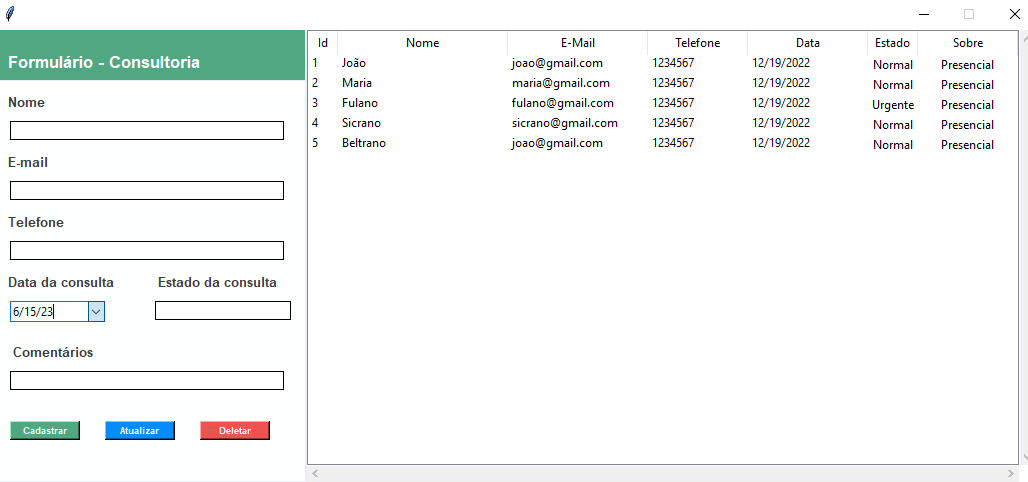 Formulário - Consultoria
Nome
E-mail
Telefone
Data da consulta Estado da consulta
6/15/23
Comentários
Cadastrar Atualizar Deletar
Id Nome E-Mail Telefone Data Estado Sobre
1 João joao@gmail.com 1234567 12/19/2022 Normal Presencial
2 Maria maria@gmail.com 1234567 12/19/2022 Normal Presencial
3 Fulano fulano@gmail.com 1234567 12/19/2022 Urgente Presencial
4 Sicrano sicrano@gmail.com 1234567 12/19/2022 Normal Presencial
5 Beltrano joao@gmail.com 1234567 12/19/2022 Normal Presencial